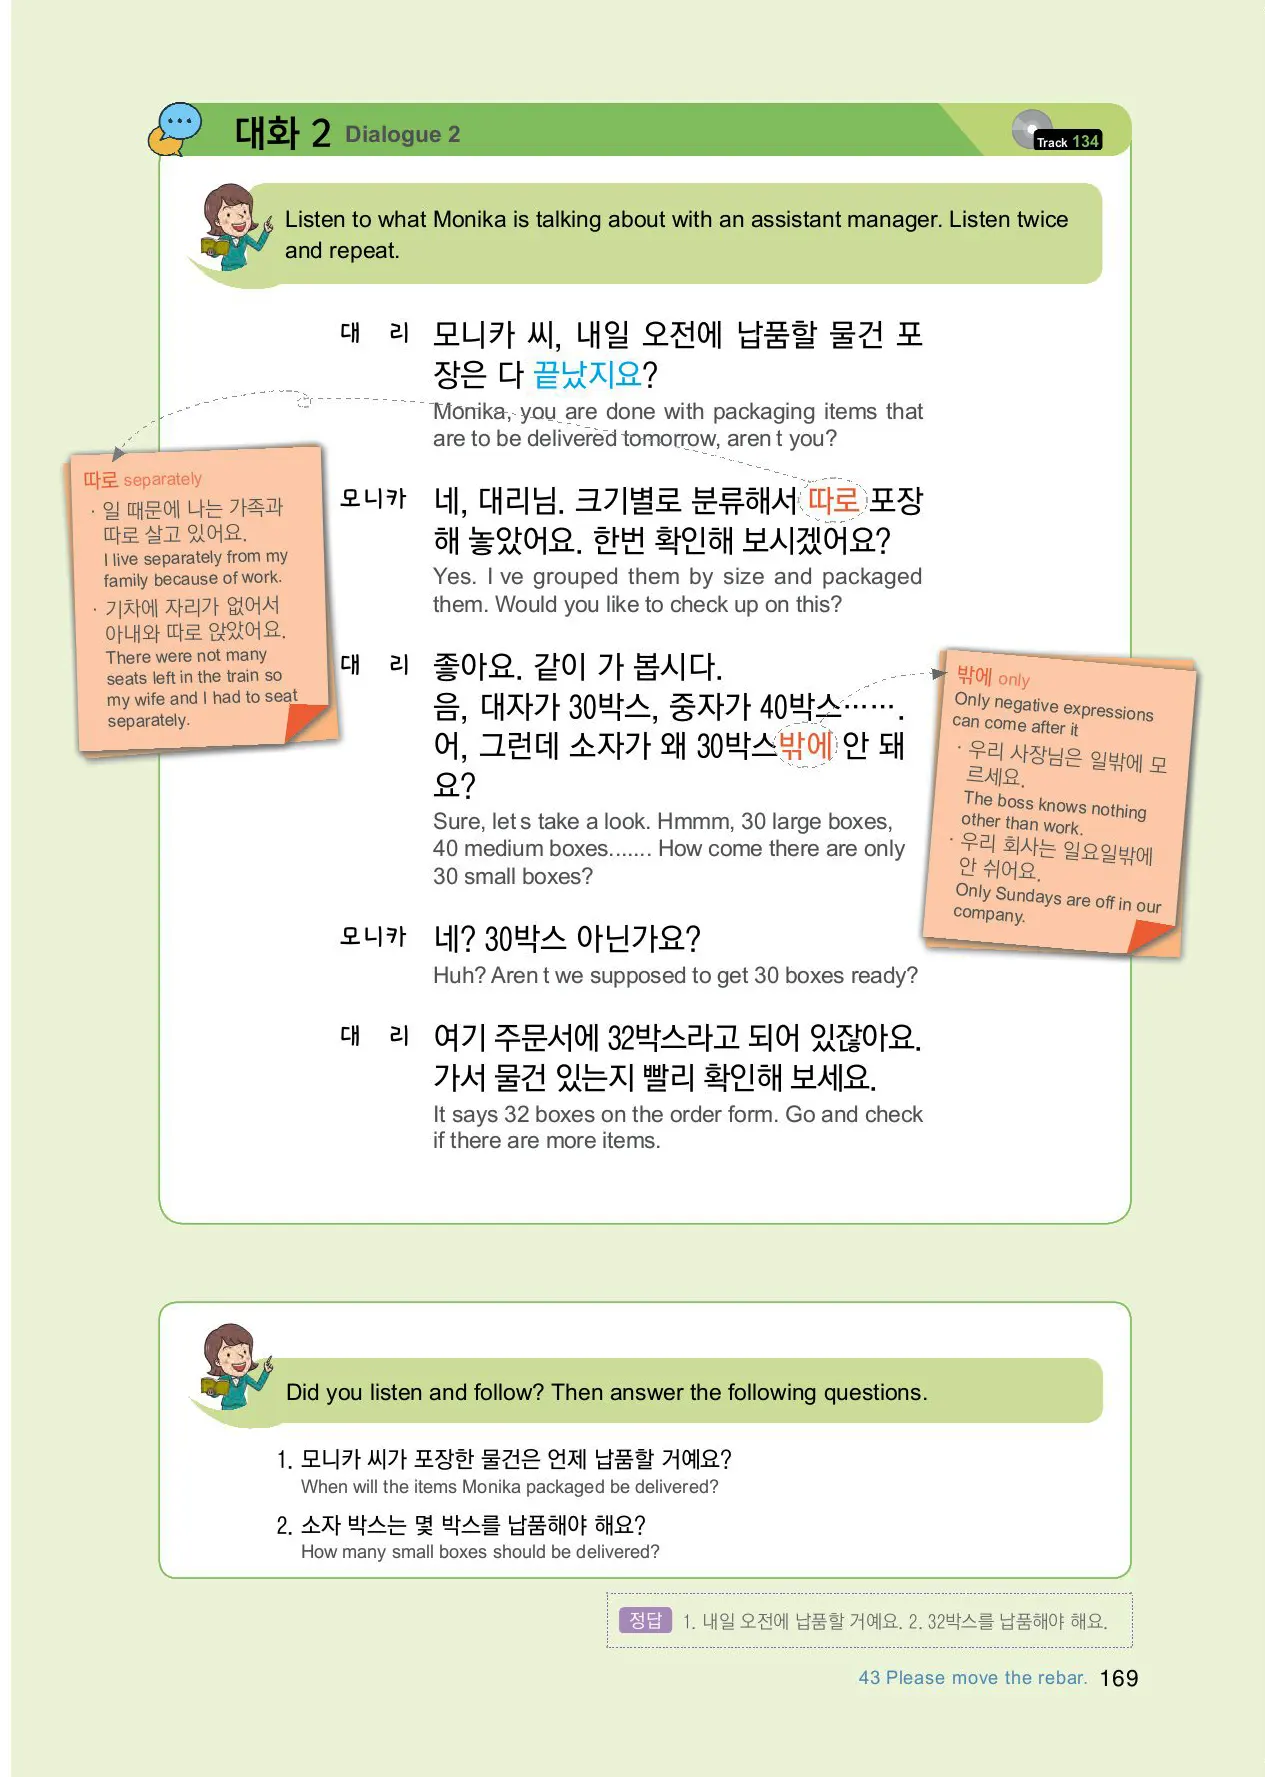 대화 2 Dialogue 2
Track 134
Listen to what Monika is talking about with an assistant manager. Listen twice
and repeat.
대 리 모니카 씨, 내일 오전에 납품할 물건 포
장은 다 끝났지요?
Monika, you are done with packaging items that
are to be delivered tomorrow, aren t you?
모니카 네, 대리님. 크기별로 분류해서 따로 포장
해 놓았어요. 한번 확인해 보시겠어요?
Yes. I ve grouped them by size and packaged
them. Would you like to check up on this?
대 리 좋아요. 같이 가 봅시다.
음, 대자가 30박스, 중자가 40박스⋯⋯.
어, 그런데 소자가 왜 30박스밖에 안 돼
요?
Sure, let s take a look. Hmmm, 30 large boxes,
40 medium boxes....... How come there are only
30 small boxes?
모니카 네? 30박스 아닌가요?
Huh? Aren t we supposed to get 30 boxes ready?
대 리 여기 주문서에 32박스라고 되어 있잖아요.
가서 물건 있는지 빨리 확인해 보세요.
It says 32 boxes on the order form. Go and check
if there are more items.
따로 separately
· 일 때문에 나는 가족과
따로 살고 있어요.
I live separately from my
family because of work.
· 기차에 자리가 없어서
아내와 따로 앉았어요.
There were not many
seats left in the train so
my wife and I had to seat
separately.
밖에 only
Only negative expressions
can come after it
· 우리 사장님은 일밖에 모
르세요.
The boss knows nothing
other than work.
· 우리 회사는 일요일밖에
안 쉬어요.
Only Sundays are off in our
company.
Did you listen and follow? Then answer the following questions.
1. 모니카 씨가 포장한 물건은 언제 납품할 거예요?
When will the items Monika packaged be delivered?
2. 소자 박스는 몇 박스를 납품해야 해요?
How many small boxes should be delivered?
정답 1. 내일 오전에 납품할 거예요. 2. 32박스를 납품해야 해요.
43 Please move the rebar. 169